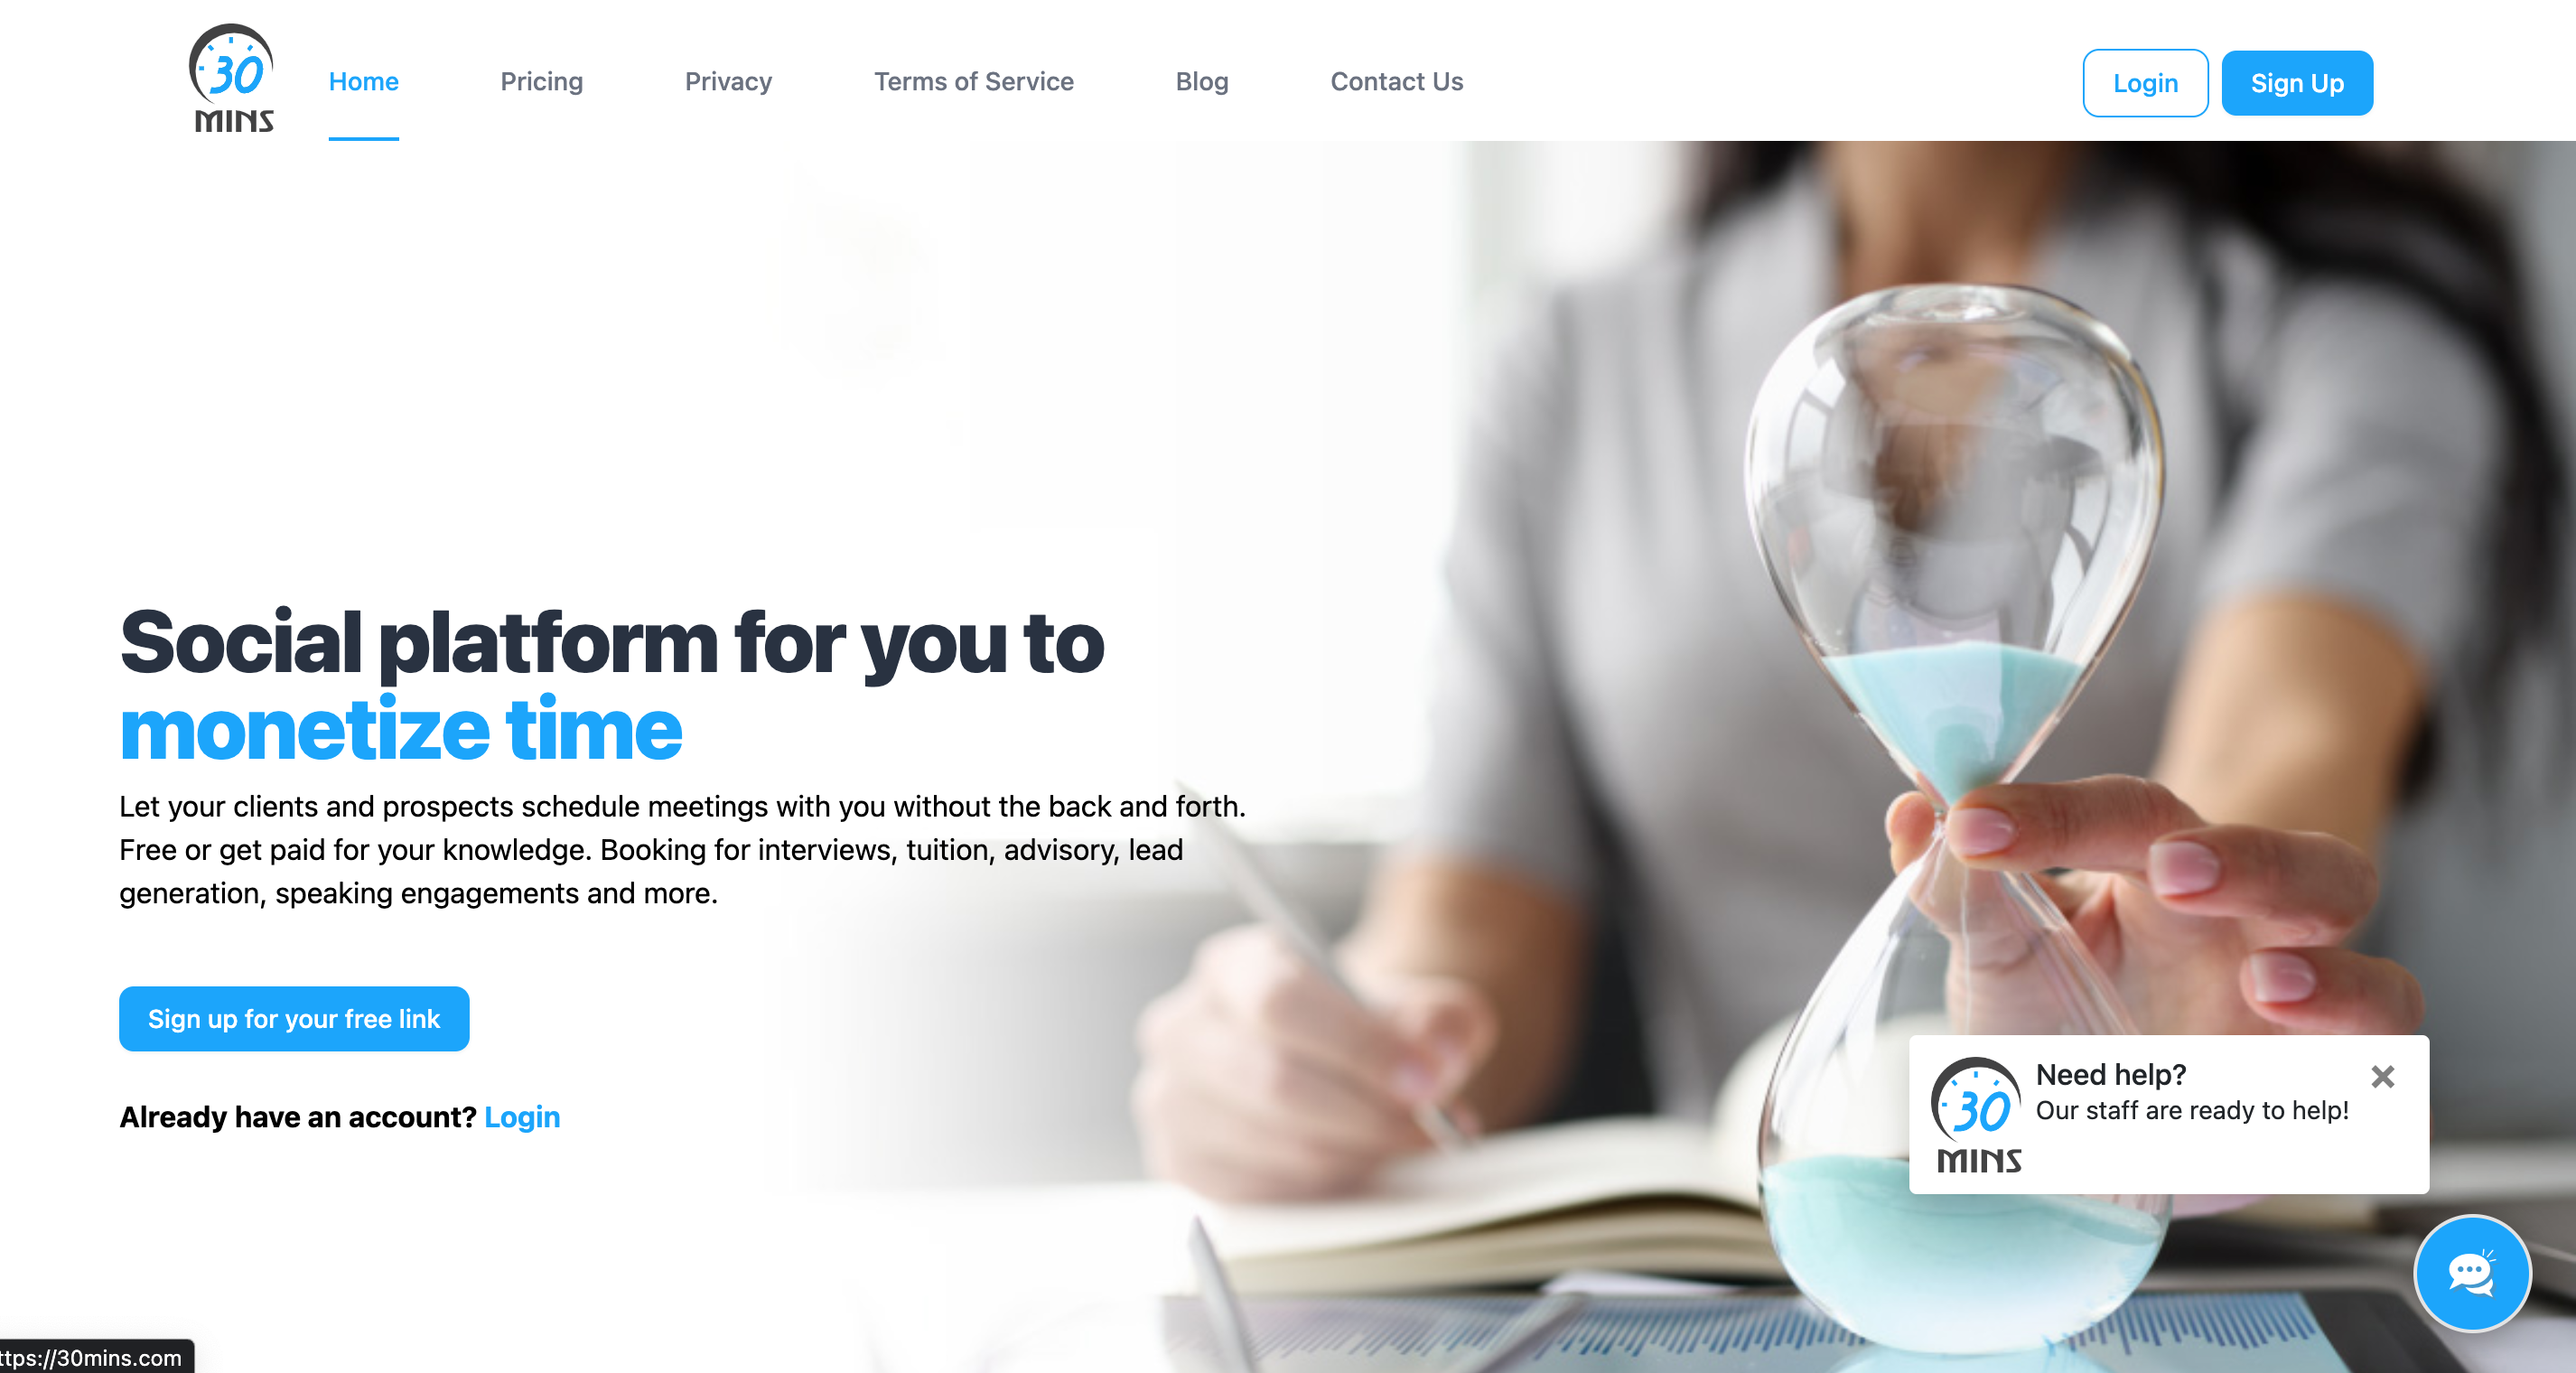 30
MINS
Home
Pricing
Privacy
Terms of Service
Blog
Contact Us
Login
Sign Up
Social platform for you to
monetize time
Let your clients and prospects schedule meetings with you without the back and forth.
Free or get paid for your knowledge. Booking for interviews, tuition, advisory, lead
generation, speaking engagements and more.
Sign up for your free link
Already have an account? Login
30
MINS
Need help?
Our staff are ready to help!
ttps://30mins.com